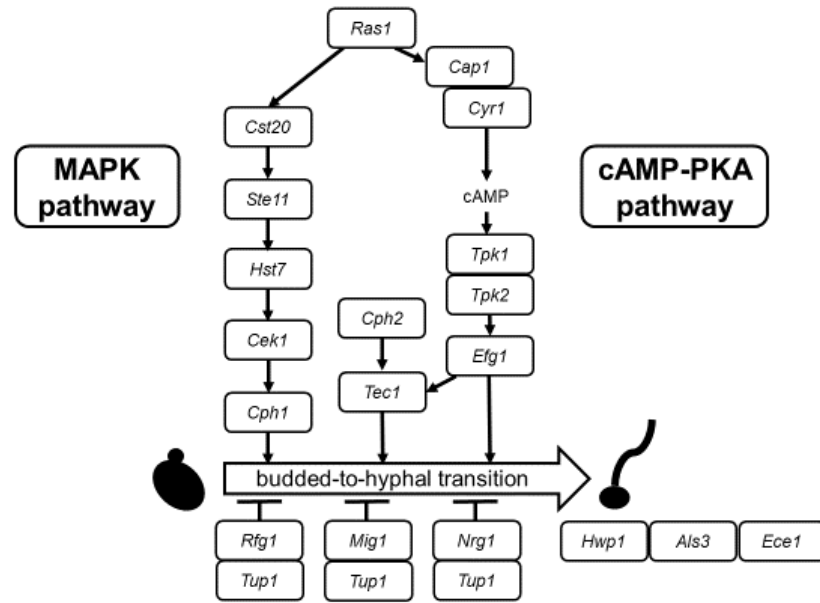 Ras1
Cap1
Cyr1
Cst20
MAPK
pathway
cAMP-PKA
pathway
Ste11
cAMP
Hst7
Tpk1
Tpk2
Cph2
Cek1
Efg1
Tec1
Cph1
budded-to-hyphal transition
Rfg1
Mig1
Nrg1
Hwp1
Als3
Ece1
Tup1
Tup1
Tup1